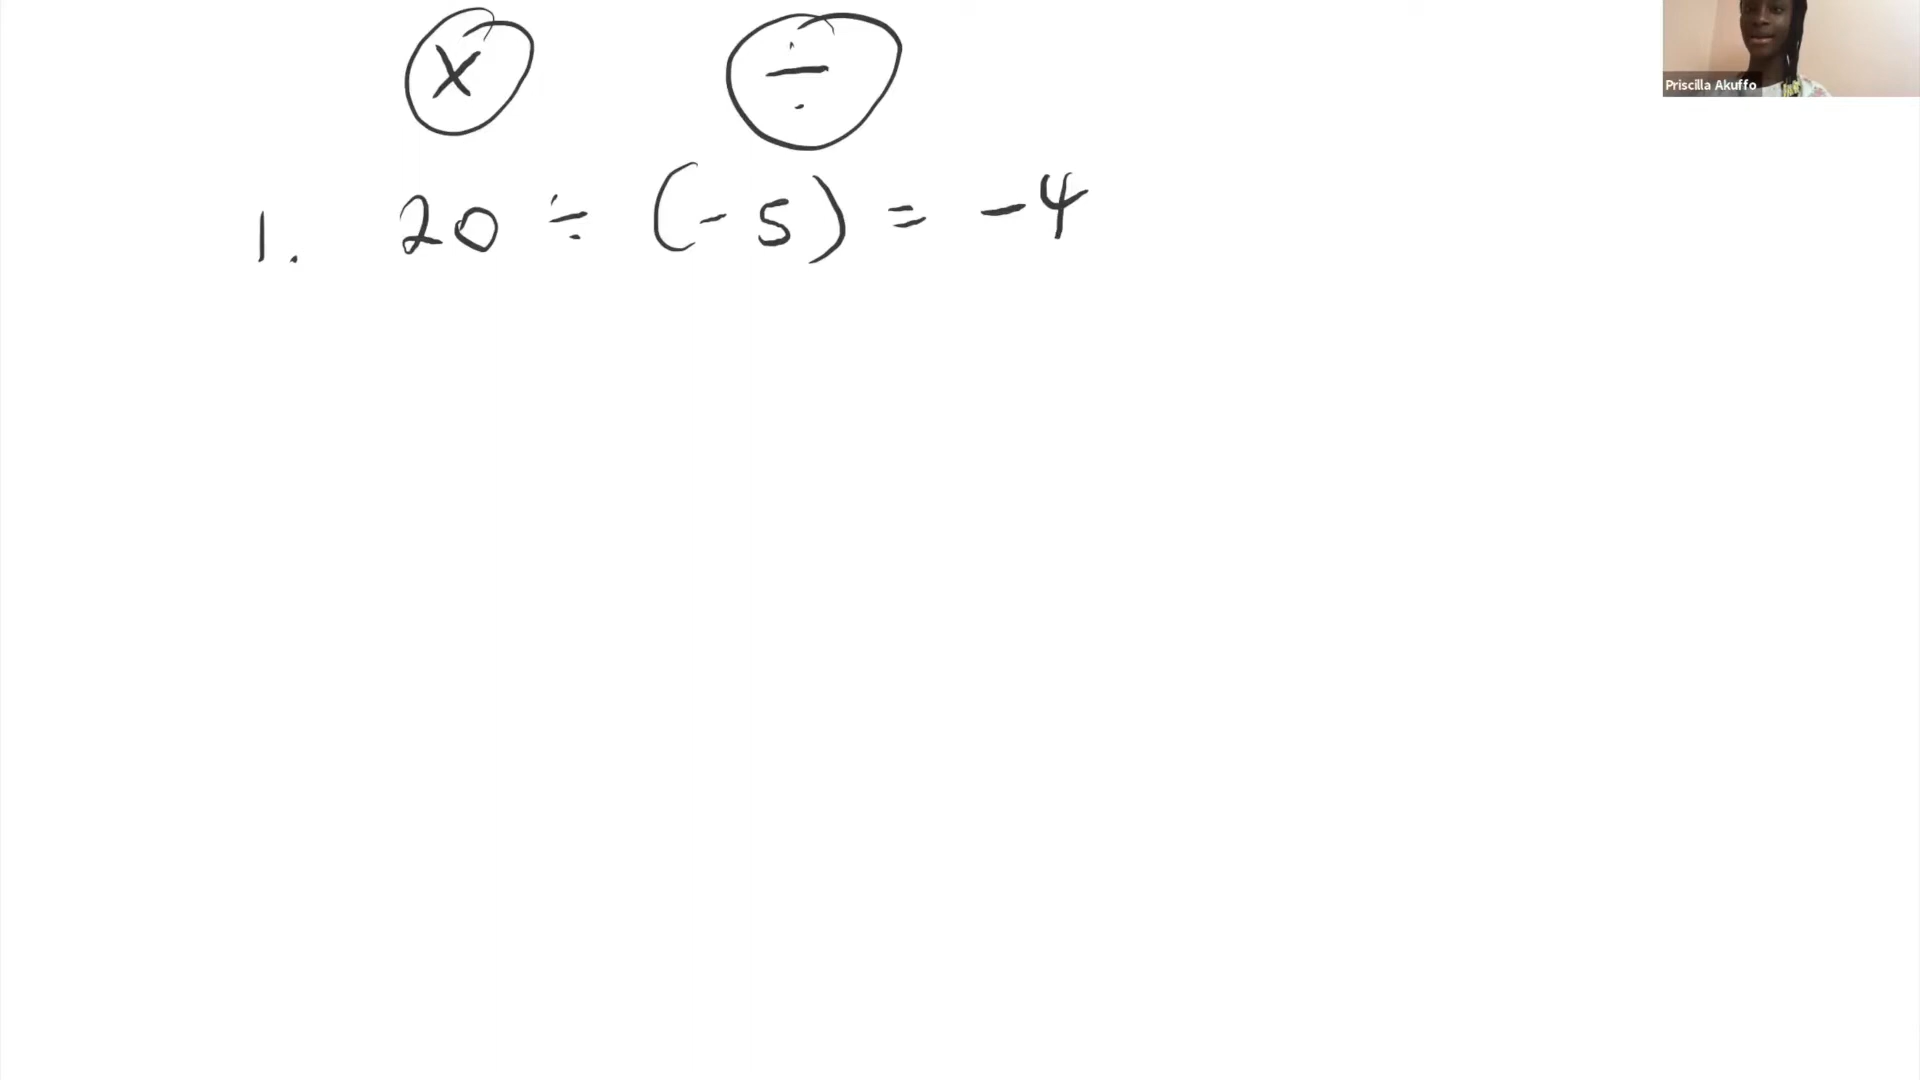 × ÷
Priscilla Akuffo
1. 20 ÷ (-5) = -4